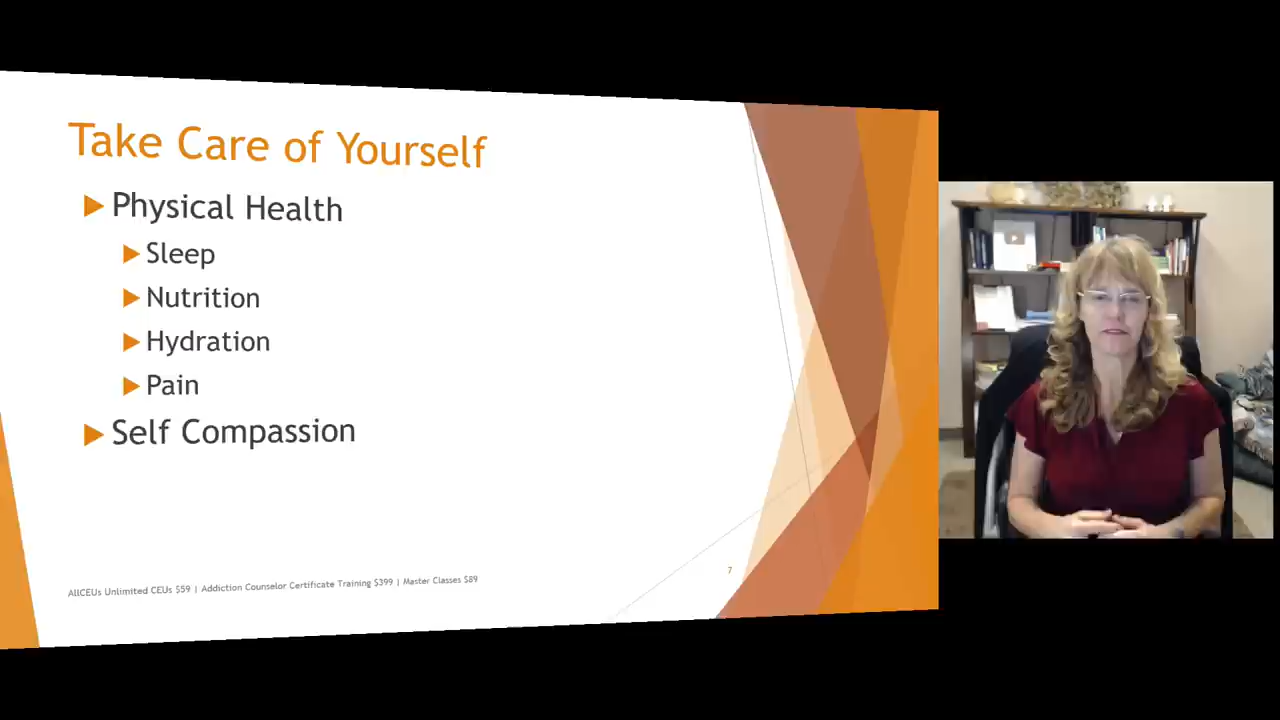 Take Care of Yourself
Physical Health
Sleep
Nutrition
Hydration
Pain
Self Compassion
AllCEUs Unlimited CEUs $59 | Addiction Counselor Certificate Training $399 | Master Classes $89
7